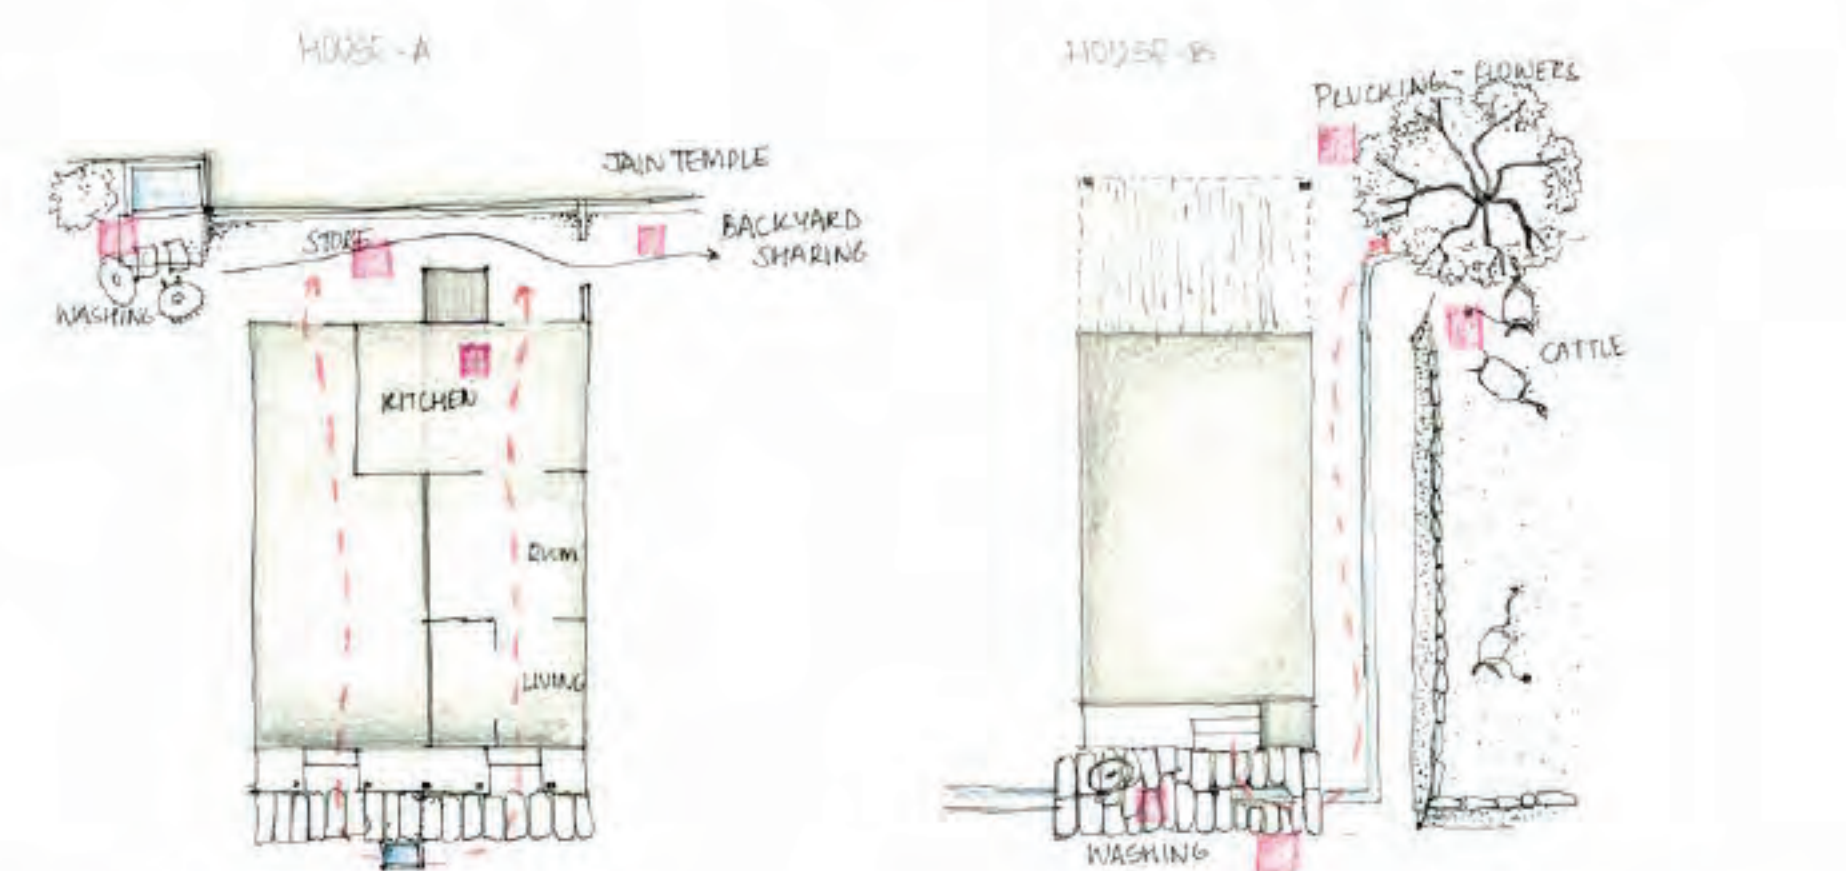 HOUSE - A
JAIN TEMPLE
BACKYARD
SHARING
STORE
WASHING
KITCHEN
ROOM
LIVING
HOUSE - B
PLUCKING - FLOWERS
CATTLE
WASHING